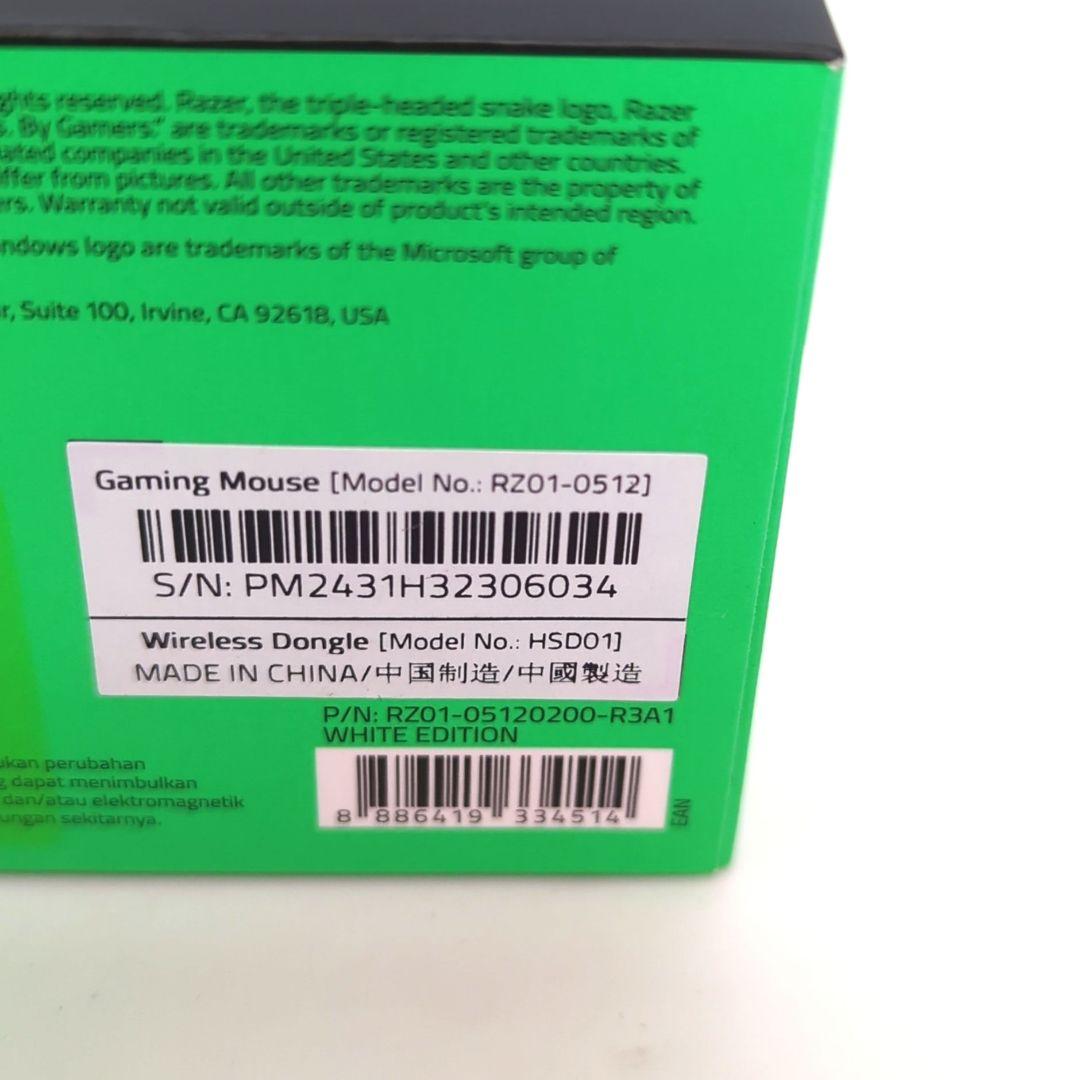 ghts reserved. Razer, the triple-headed snake logo, Razer
s. By Gamers." are trademarks or registered trademarks of
ated companies in the United States and other countries.
iffer from pictures. All other trademarks are the property of
ers. Warranty not valid outside of product's intended region.
indows logo are trademarks of the Microsoft group of
r, Suite 100, Irvine, CA 92618, USA
Gaming Mouse [Model No.: RZ01-0512]
S/N: PM2431H32306034
Wireless Dongle [Model No.: HSD01]
MADE IN CHINA/中国制造/中國製造
P/N: RZ01-05120200-R3A1
WHITE EDITION
ukan perubahan
g dapat menimbulkan
dan/atau elektromagnetik
ungan sekitarnya.
8 886419 334514
EAN